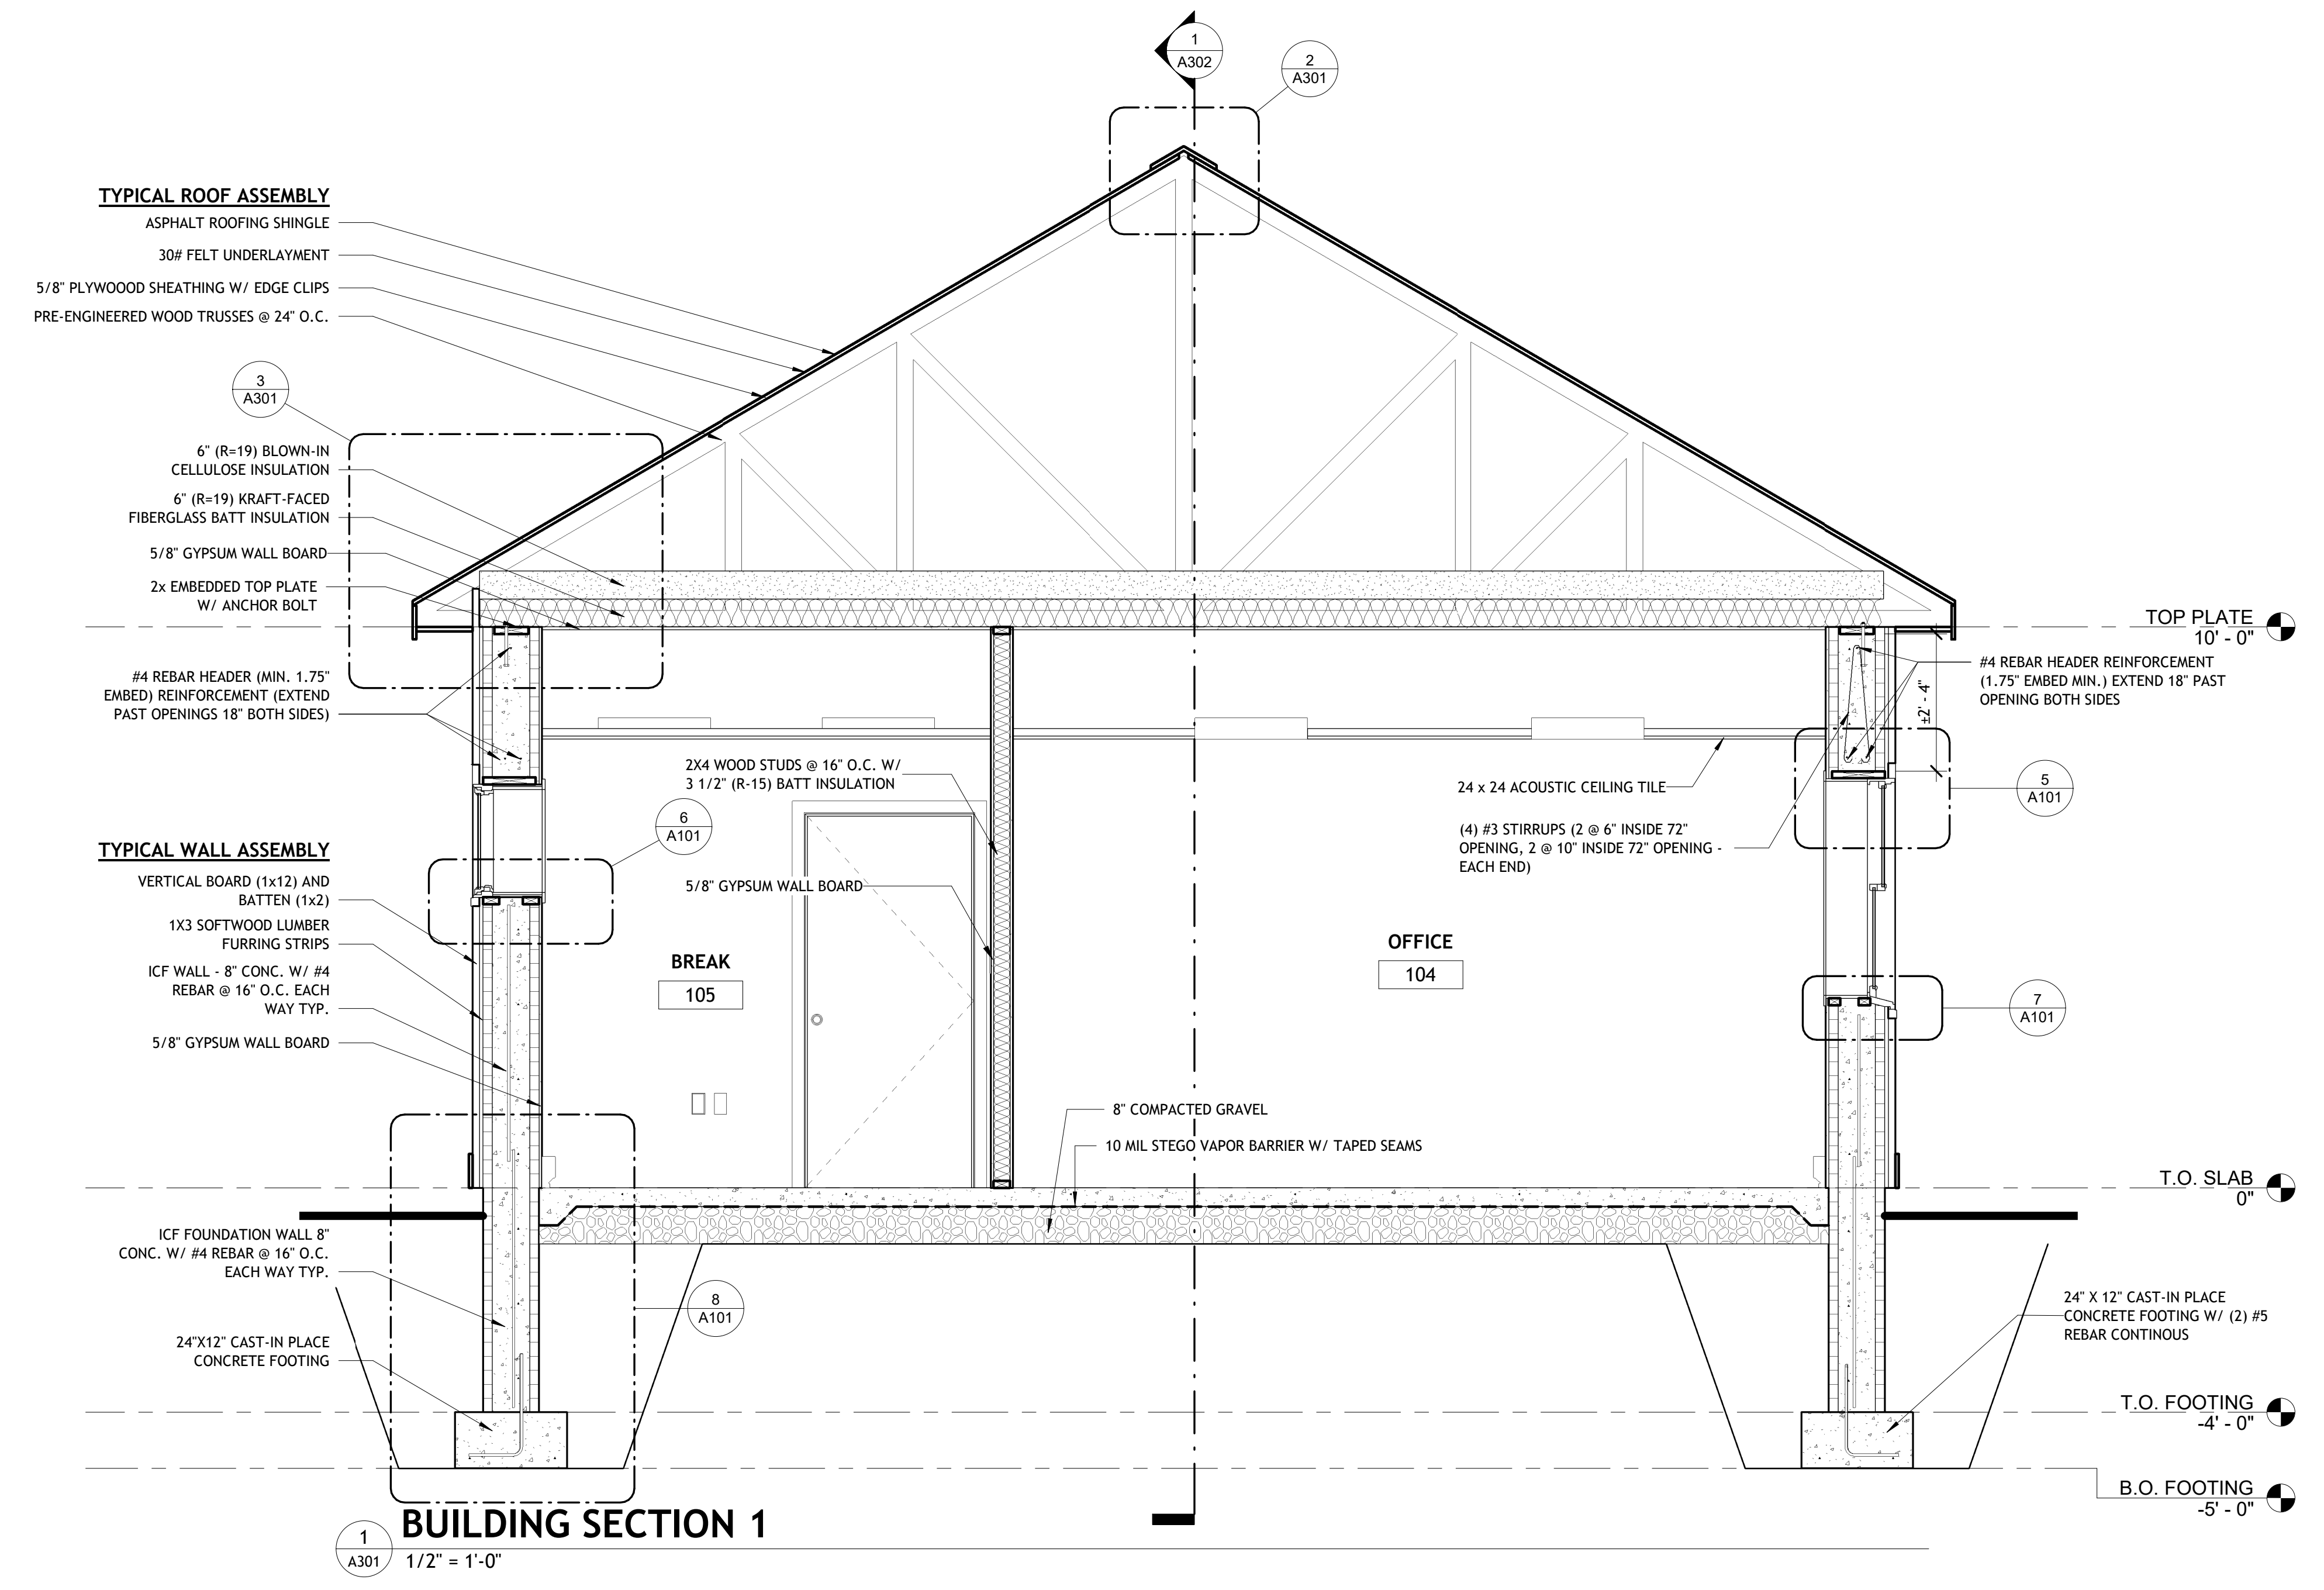 1
A302
2
A301
TYPICAL ROOF ASSEMBLY
ASPHALT ROOFING SHINGLE
30# FELT UNDERLAYMENT
5/8" PLYWOOOD SHEATHING W/ EDGE CLIPS
PRE-ENGINEERED WOOD TRUSSES @ 24" O.C.
3
A301
6" (R=19) BLOWN-IN
CELLULOSE INSULATION
6" (R=19) KRAFT-FACED
FIBERGLASS BATT INSULATION
5/8" GYPSUM WALL BOARD
2x EMBEDDED TOP PLATE
W/ ANCHOR BOLT
#4 REBAR HEADER (MIN. 1.75"
EMBED) REINFORCEMENT (EXTEND
PAST OPENINGS 18" BOTH SIDES)
TOP PLATE
10' - 0"
#4 REBAR HEADER REINFORCEMENT
(1.75" EMBED MIN.) EXTEND 18" PAST
OPENING BOTH SIDES
±2' - 4"
2X4 WOOD STUDS @ 16" O.C. W/
3 1/2" (R-15) BATT INSULATION
24 x 24 ACOUSTIC CEILING TILE
5
A101
(4) #3 STIRRUPS (2 @ 6" INSIDE 72"
OPENING, 2 @ 10" INSIDE 72" OPENING -
EACH END)
6
A101
5/8" GYPSUM WALL BOARD
TYPICAL WALL ASSEMBLY
VERTICAL BOARD (1x12) AND
BATTEN (1x2)
1X3 SOFTWOOD LUMBER
FURRING STRIPS
ICF WALL - 8" CONC. W/ #4
REBAR @ 16" O.C. EACH
WAY TYP.
5/8" GYPSUM WALL BOARD
BREAK
105
OFFICE
104
7
A101
8" COMPACTED GRAVEL
10 MIL STEGO VAPOR BARRIER W/ TAPED SEAMS
T.O. SLAB
0"
ICF FOUNDATION WALL 8"
CONC. W/ #4 REBAR @ 16" O.C.
EACH WAY TYP.
8
A101
24"X12" CAST-IN PLACE
CONCRETE FOOTING
24" X 12" CAST-IN PLACE
CONCRETE FOOTING W/ (2) #5
REBAR CONTINOUS
T.O. FOOTING
-4' - 0"
B.O. FOOTING
-5' - 0"
1
A301
BUILDING SECTION 1
1/2" = 1'-0"